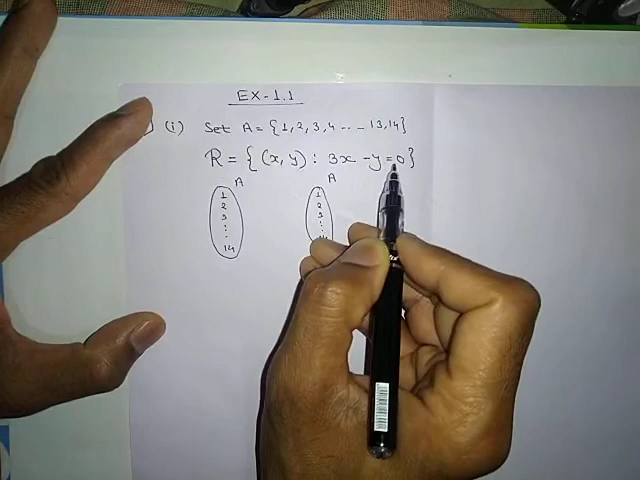 EX-1.1
(i) Set A = {1, 2, 3, 4 ... - 13, 14}
R = { (x, y) : 3x - y = 0 }
A A
1 1
2 2
3 3
: :
14